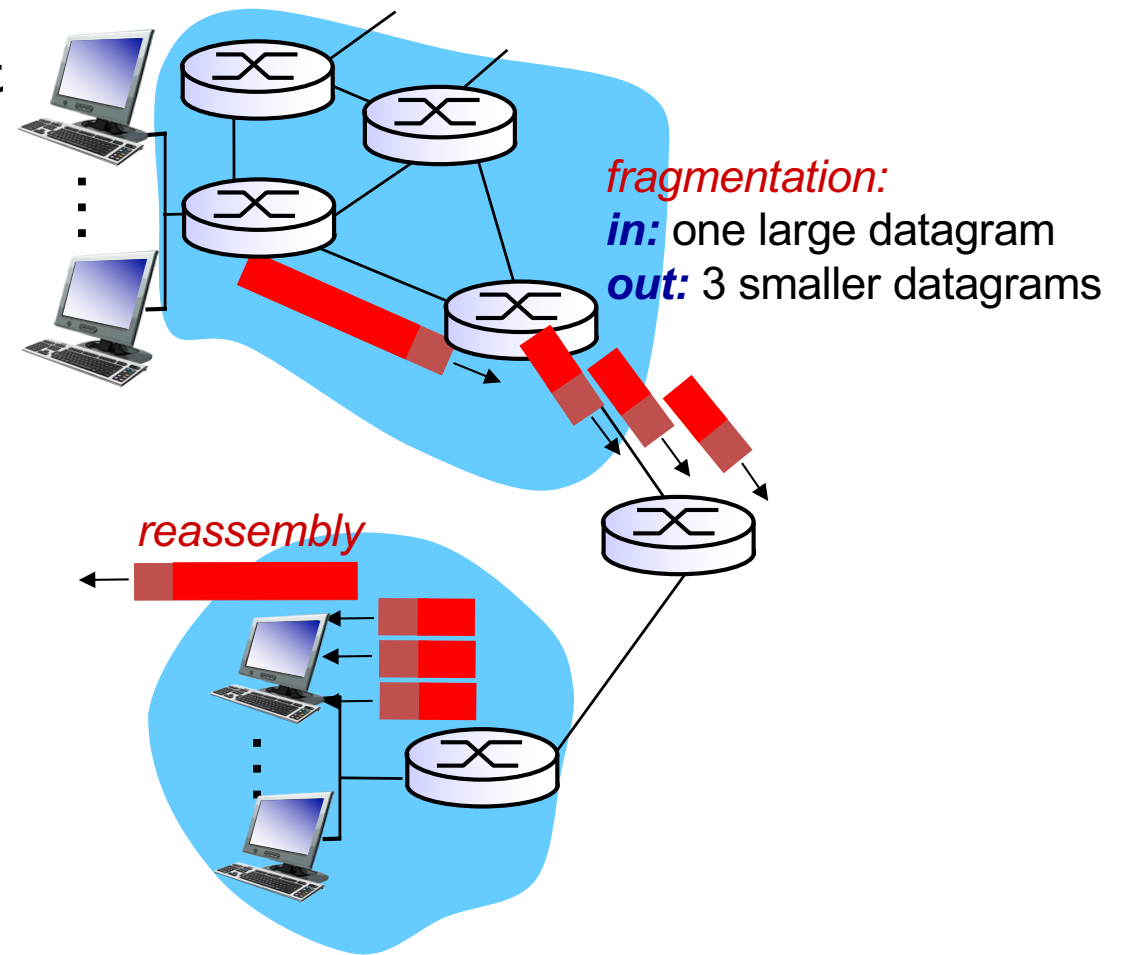 t
fragmentation:
in: one large datagram
out: 3 smaller datagrams
reassembly